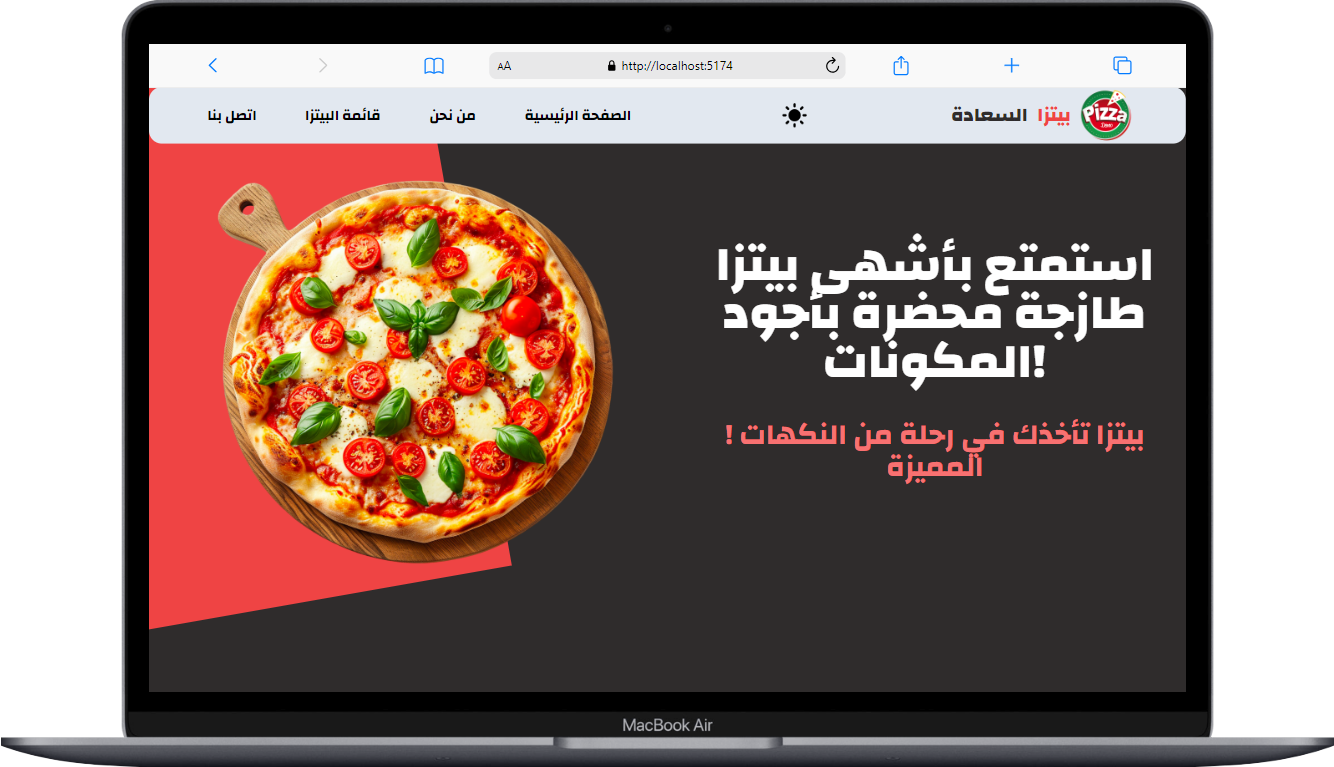 AA
http://localhost:5174
Pizza
Time
بيتزا السعادة
الصفحة الرئيسية
من نحن
قائمة البيتزا
اتصل بنا
استمتع بأشهى بيتزا
طازجة محضرة بأجود
المكونات!
بيتزا تأخذك في رحلة من النكهات !
المميزة
MacBook Air